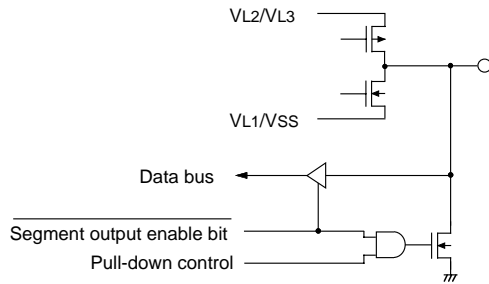 VL2/VL3
VL1/VSS
Data bus
Segment output enable bit
Pull-down control